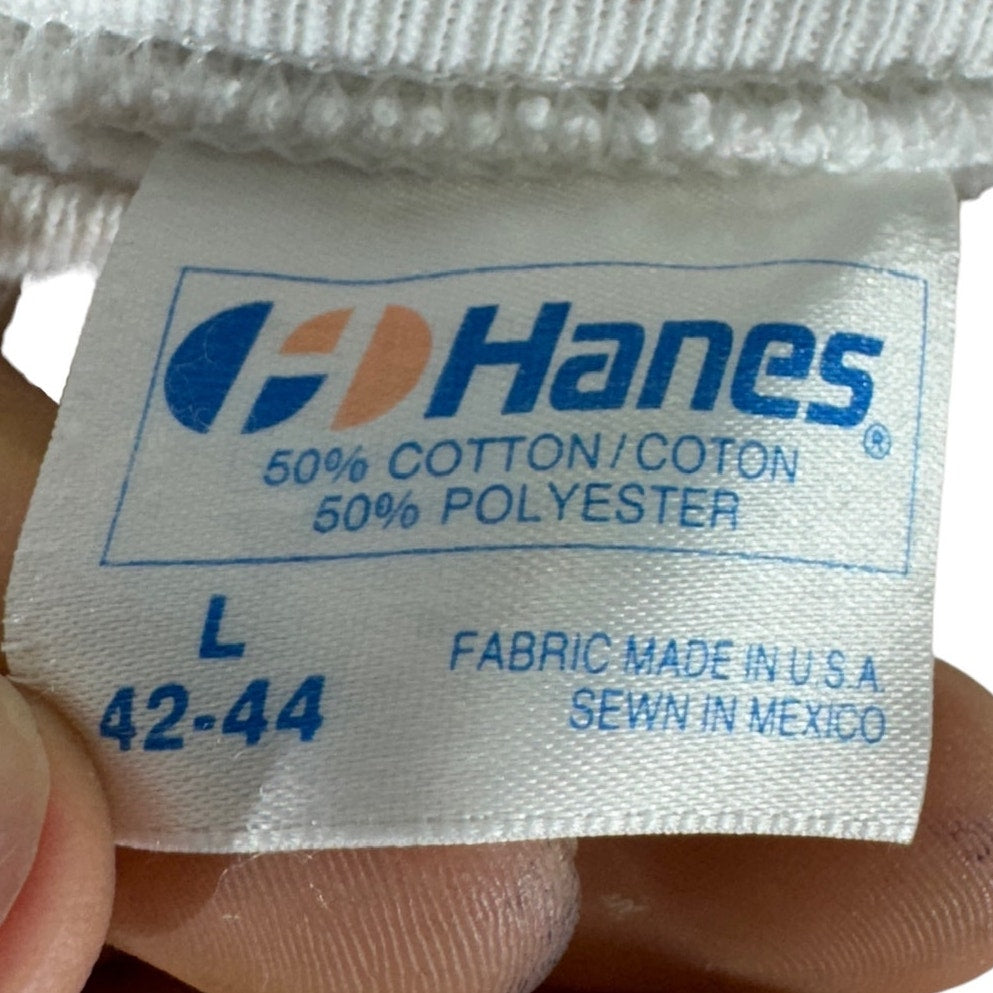 Hanes®
50% COTTON/COTON
50% POLYESTER
L
42-44
FABRIC MADE IN U.S.A.
SEWN IN MEXICO